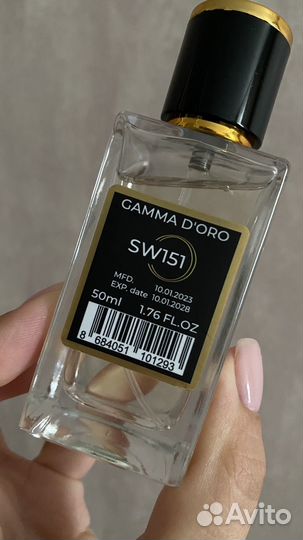 GAMMA D'ORO
SW151
MFD. 10.01.2023
EXP. date 10.01.2028
50ml 1.76 FL.OZ
8 684051 101293
Avito